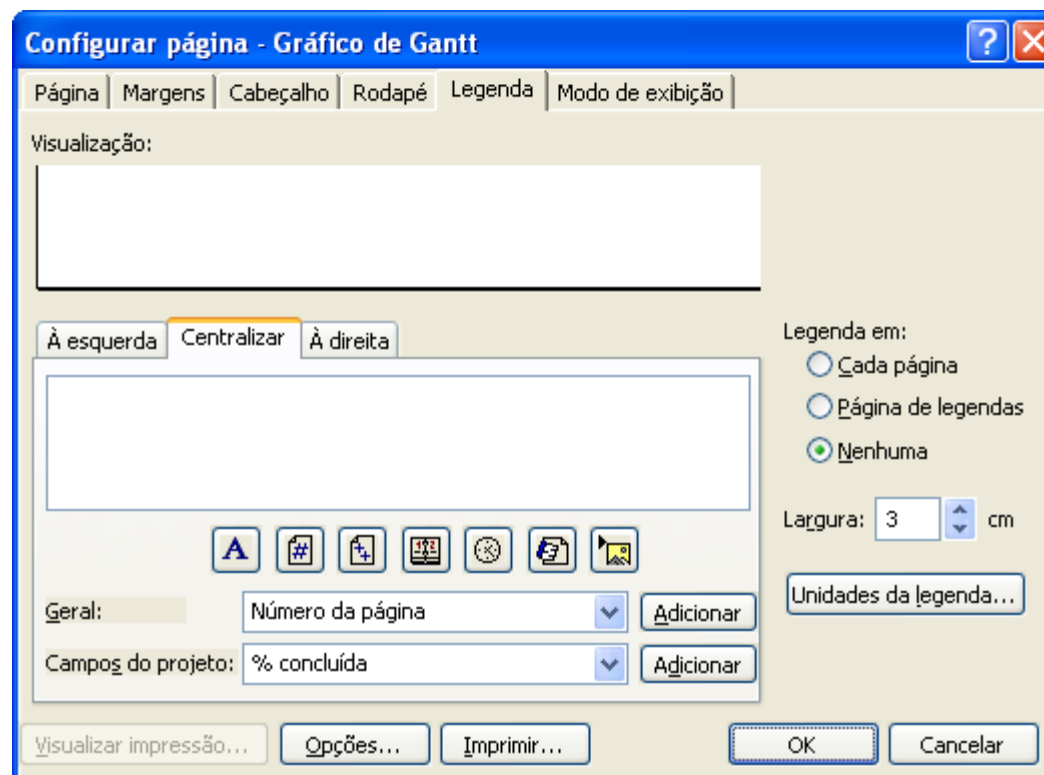 Configurar página - Gráfico de Gantt
Página Margens Cabeçalho Rodapé Legenda Modo de exibição
Visualização:
À esquerda Centralizar À direita
Legenda em:
Cada página
Página de legendas
Nenhuma
Largura: 3 cm
Unidades da legenda...
Geral: Número da página Adicionar
Campos do projeto: % concluída Adicionar
Visualizar impressão... Opções... Imprimir... OK Cancelar